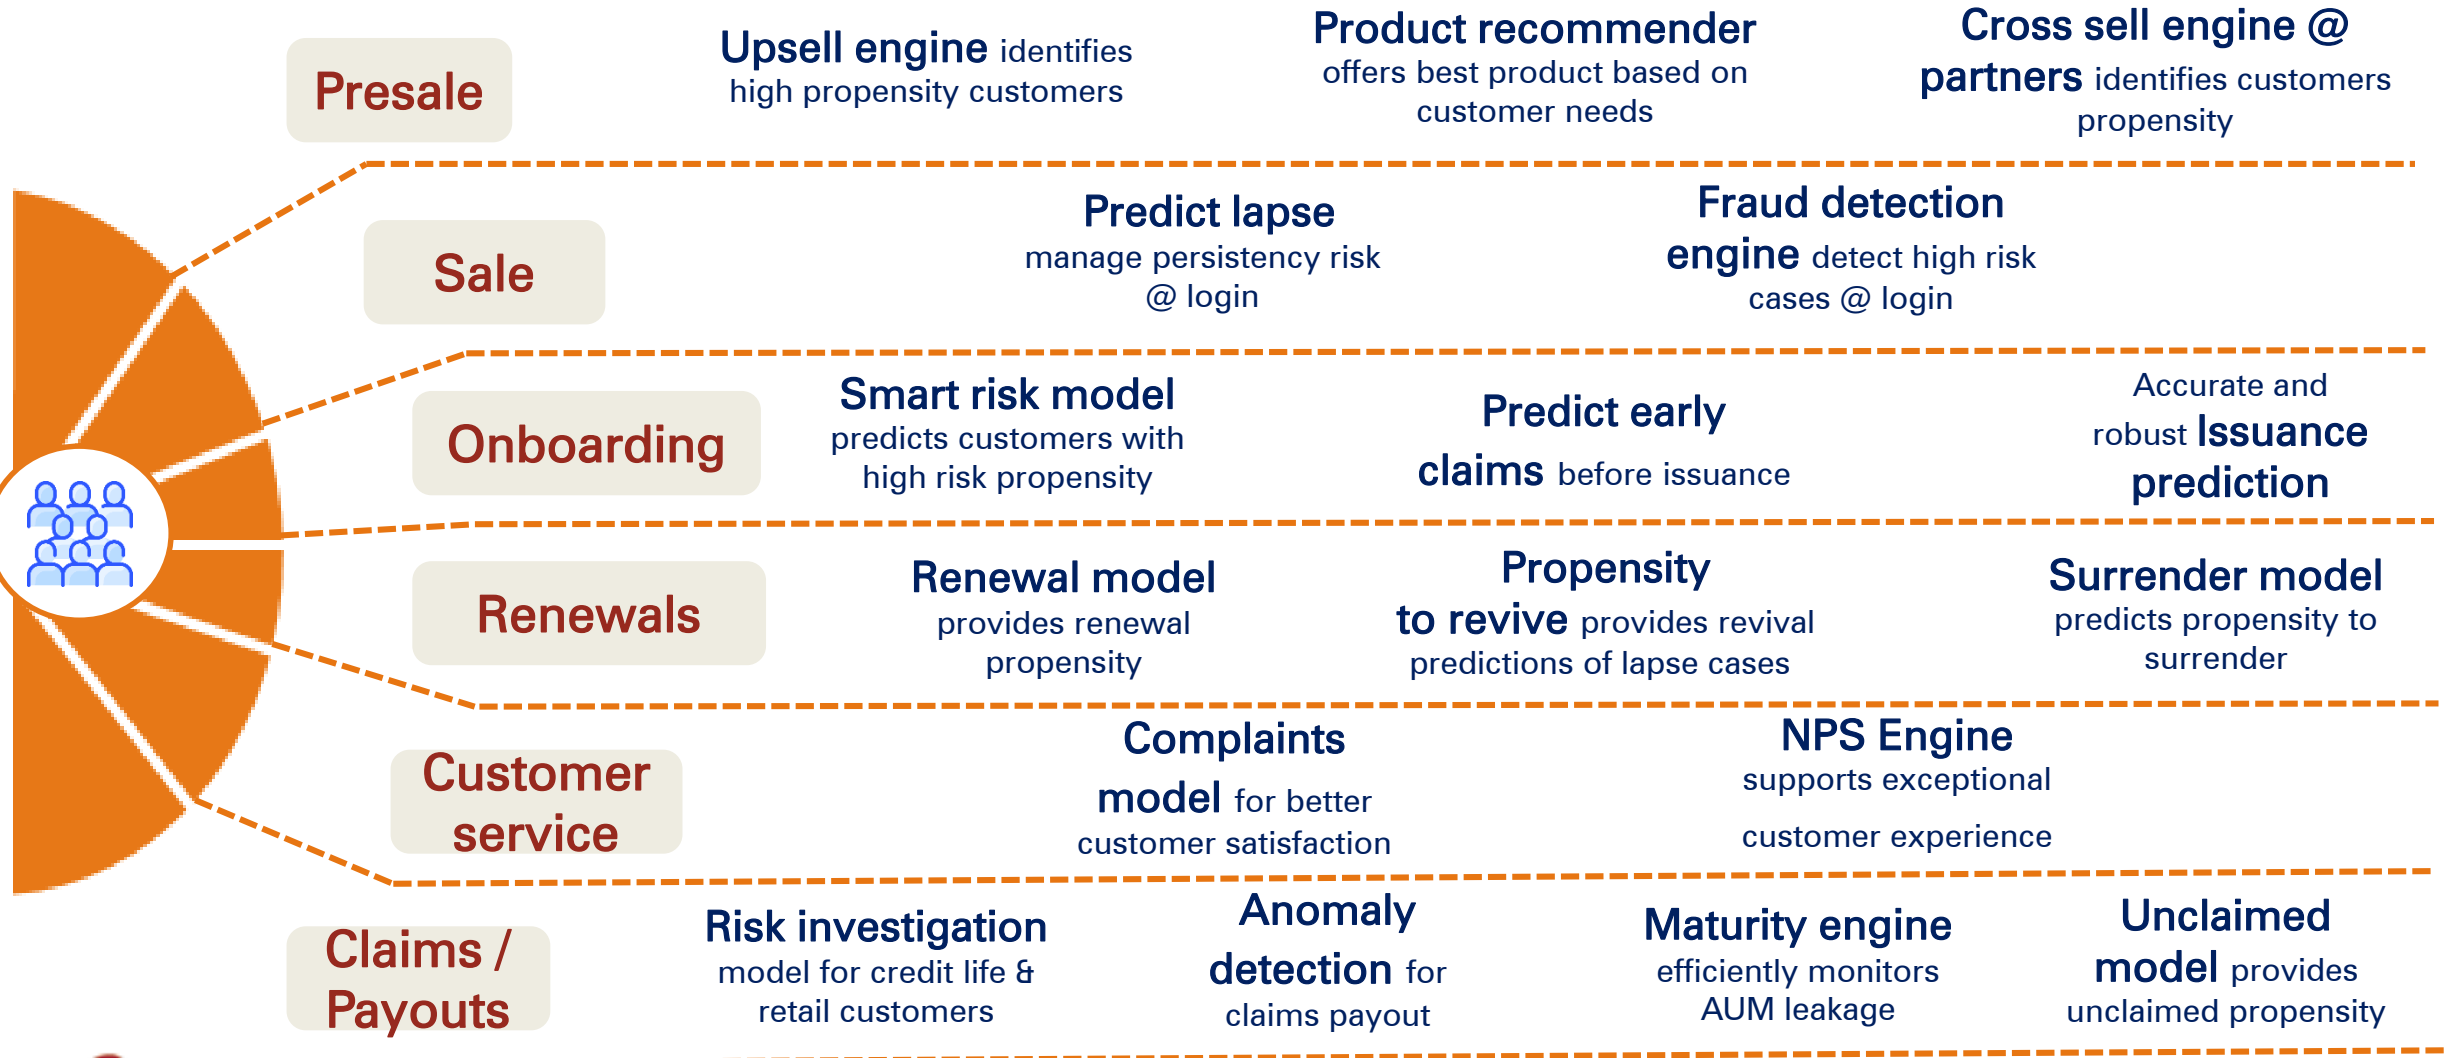 Presale
Upsell engine identifies
high propensity customers
Product recommender
offers best product based on
customer needs
Cross sell engine @
partners identifies customers
propensity
Sale
Predict lapse
manage persistency risk
@ login
Fraud detection
engine detect high risk
cases @ login
Onboarding
Smart risk model
predicts customers with
high risk propensity
Predict early
claims before issuance
Accurate and
robust Issuance
prediction
Renewals
Renewal model
provides renewal
propensity
Propensity
to revive provides revival
predictions of lapse cases
Surrender model
predicts propensity to
surrender
Customer
service
Complaints
model for better
customer satisfaction
NPS Engine
supports exceptional
customer experience
Claims /
Payouts
Risk investigation
model for credit life &
retail customers
Anomaly
detection for
claims payout
Maturity engine
efficiently monitors
AUM leakage
Unclaimed
model provides
unclaimed propensity